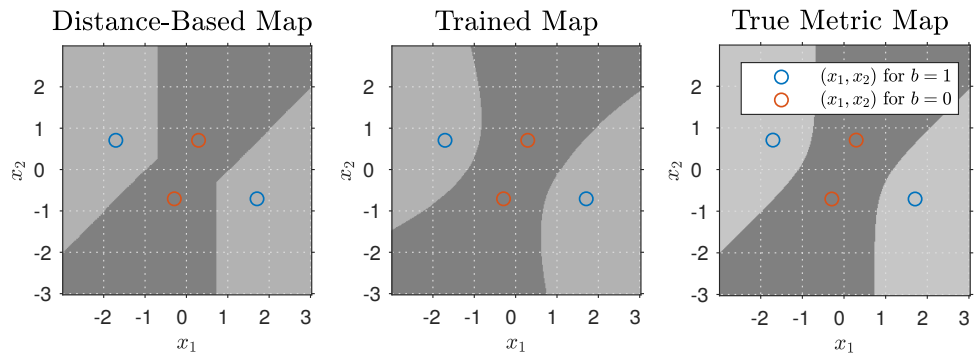 Distance-Based Map
Trained Map
True Metric Map
(x₁, x₂) for b = 1
(x₁, x₂) for b = 0
2
1
0
-1
-2
-3
x₂
-2 -1 0 1 2 3
x₁
2
1
0
-1
-2
-3
x₂
-2 -1 0 1 2 3
x₁
2
1
0
-1
-2
-3
x₂
-2 -1 0 1 2 3
x₁